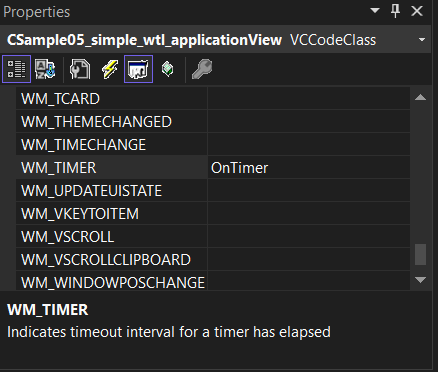 Properties
CSample05_simple_wtl_applicationView VCCodeClass
WM_TCARD
WM_THEMECHANGED
WM_TIMECHANGE
WM_TIMER OnTimer
WM_UPDATEUISTATE
WM_VKEYTOITEM
WM_VSCROLL
WM_VSCROLLCLIPBOARD
WM_WINDOWPOSCHANGE
WM_TIMER
Indicates timeout interval for a timer has elapsed